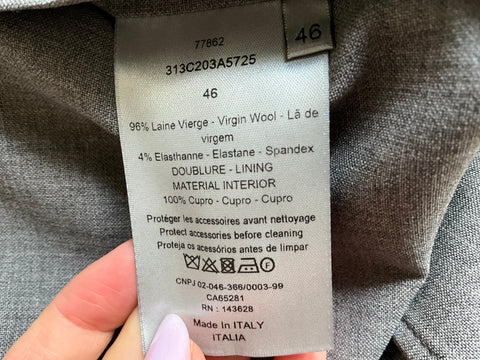 46
77862
313C203A5725
46
96% Laine Vierge - Virgin Wool - Lã de
virgem
4% Elasthanne - Elastane - Spandex
DOUBLURE - LINING
MATERIAL INTERIOR
100% Cupro - Cupro - Cupro
Protéger les accessoires avant nettoyage
Protect accessories before cleaning
Proteja os acessórios antes de limpar
F
CNPJ 02-046-366/0003-99
CA65281
RN : 143628
Made In ITALY
ITALIA